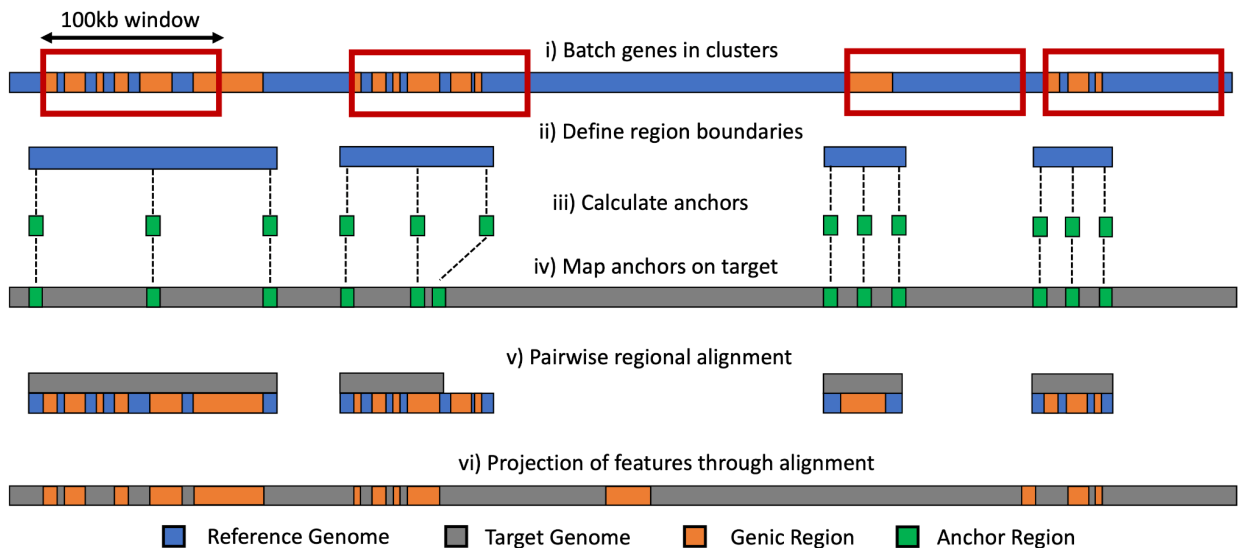 100kb window
i) Batch genes in clusters
ii) Define region boundaries
iii) Calculate anchors
iv) Map anchors on target
v) Pairwise regional alignment
vi) Projection of features through alignment
Reference Genome
Target Genome
Genic Region
Anchor Region